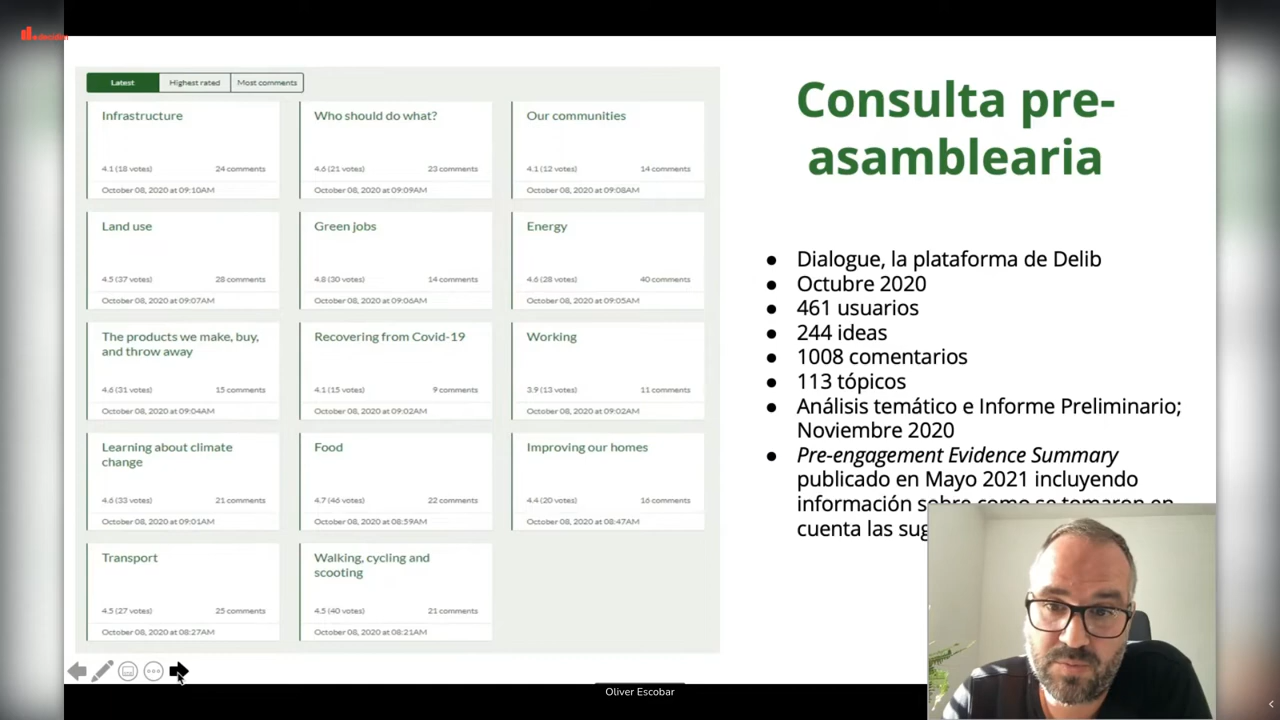 decidim
Latest
Highest rated
Most comments
Infrastructure
4.1 (18 votes)
24 comments
October 08, 2020 at 09:10AM
Who should do what?
4.6 (21 votes)
23 comments
October 08, 2020 at 09:09AM
Our communities
4.1 (12 votes)
14 comments
October 08, 2020 at 09:08AM
Land use
4.5 (37 votes)
28 comments
October 08, 2020 at 09:07AM
Green jobs
4.8 (30 votes)
14 comments
October 08, 2020 at 09:06AM
Energy
4.6 (28 votes)
40 comments
October 08, 2020 at 09:05AM
The products we make, buy,
and throw away
4.6 (31 votes)
15 comments
October 08, 2020 at 09:04AM
Recovering from Covid-19
4.1 (15 votes)
9 comments
October 08, 2020 at 09:02AM
Working
3.9 (13 votes)
11 comments
October 08, 2020 at 09:02AM
Learning about climate
change
4.6 (33 votes)
21 comments
October 08, 2020 at 09:01AM
Food
4.7 (46 votes)
22 comments
October 08, 2020 at 08:59AM
Improving our homes
4.4 (20 votes)
16 comments
October 08, 2020 at 08:47AM
Transport
4.5 (27 votes)
25 comments
October 08, 2020 at 08:27AM
Walking, cycling and
scooting
4.5 (40 votes)
21 comments
October 08, 2020 at 08:21AM
Consulta pre-
asamblearia
● Dialogue, la plataforma de Delib
● Octubre 2020
● 461 usuarios
● 244 ideas
● 1008 comentarios
● 113 tópicos
● Análisis temático e Informe Preliminario;
Noviembre 2020
● Pre-engagement Evidence Summary
publicado en Mayo 2021 incluyendo
información sobre como se tomaron en
cuenta las
Oliver Escobar